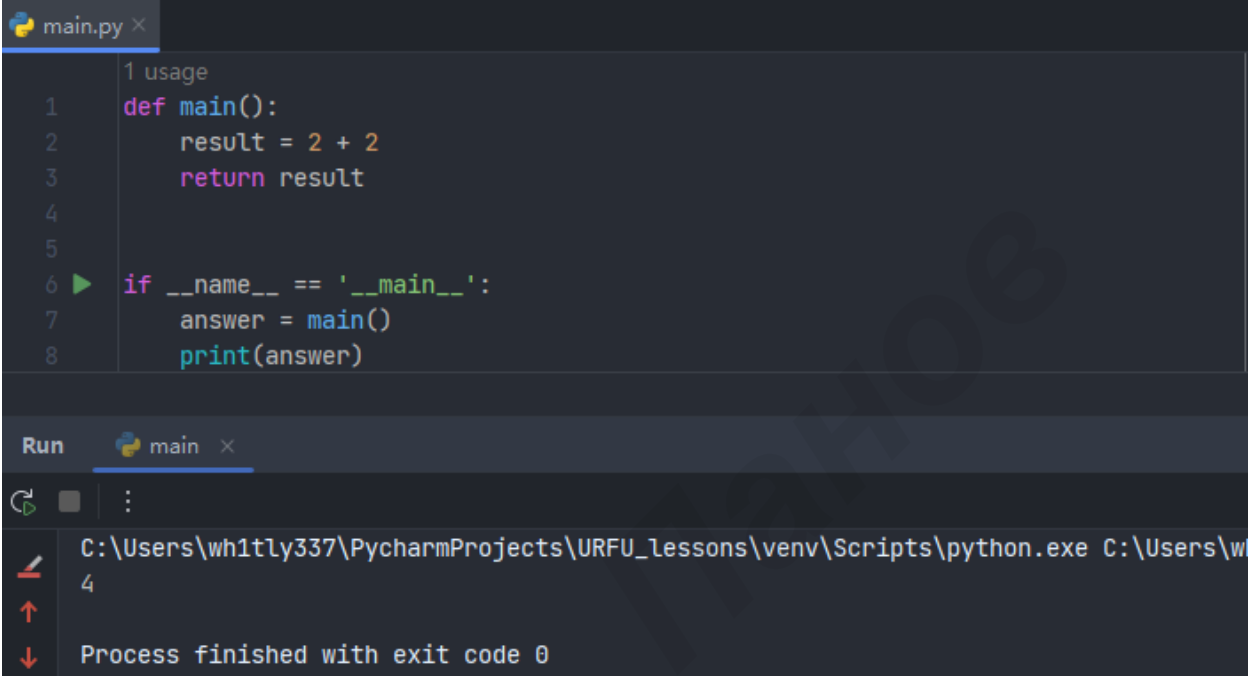 main.py
1 usage
1 def main():
2     result = 2 + 2
3     return result
4
5
6 if __name__ == '__main__':
7     answer = main()
8     print(answer)
Run main
C:\Users\wh1tly337\PycharmProjects\URFU_lessons\venv\Scripts\python.exe C:\Users\w
4
Process finished with exit code 0
Панов